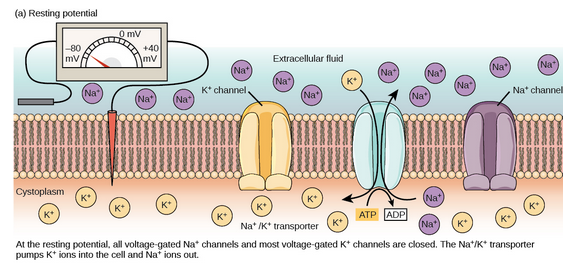 (a) Resting potential
0 mV
−80 mV
+40 mV
Extracellular fluid
Na⁺
Na⁺
Na⁺
Na⁺
Na⁺
Na⁺
K⁺
Na⁺
Na⁺
Na⁺
Na⁺
Na⁺
Na⁺
K⁺ channel
Na⁺ channel
Cystoplasm
K⁺
K⁺
K⁺
K⁺
K⁺
K⁺
K⁺
K⁺
Na⁺
Na⁺
K⁺
K⁺
K⁺
ATP
ADP
Na⁺/K⁺ transporter
At the resting potential, all voltage-gated Na⁺ channels and most voltage-gated K⁺ channels are closed. The Na⁺/K⁺ transporter
pumps K⁺ ions into the cell and Na⁺ ions out.